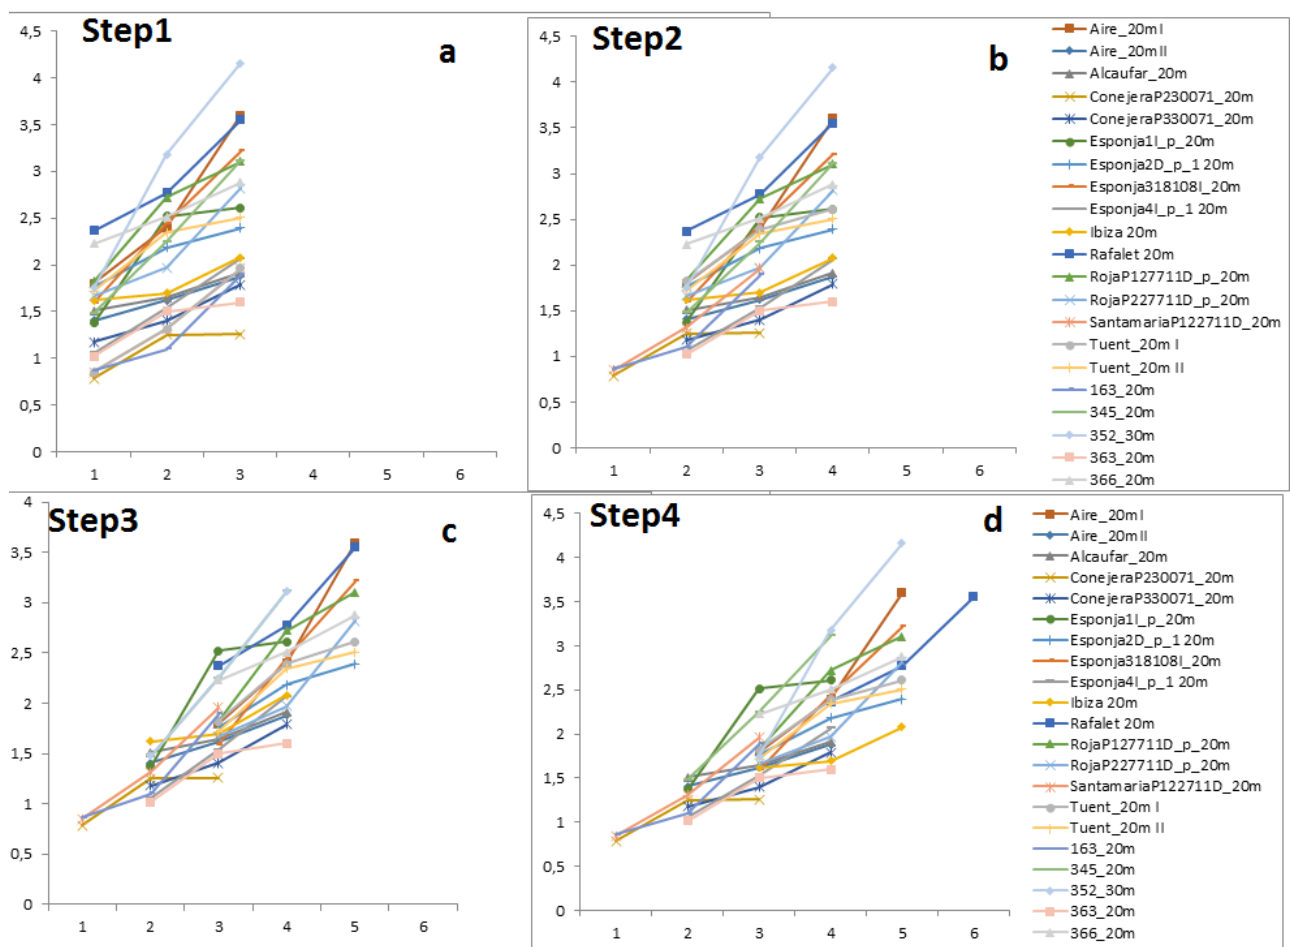 Step1
a
4,5
4
3,5
3
2,5
2
1,5
1
0,5
0
1 2 3 4 5 6
Step2
b
4,5
4
3,5
3
2,5
2
1,5
1
0,5
0
1 2 3 4 5 6
Aire_20m I
Aire_20m II
Alcaufar_20m
ConejeraP230071_20m
ConejeraP330071_20m
Esponja1I_p_20m
Esponja2D_p_1 20m
Esponja318108I_20m
Esponja4I_p_1 20m
Ibiza 20m
Rafalet 20m
RojaP127711D_p_20m
RojaP227711D_p_20m
SantamariaP122711D_20m
Tuent_20m I
Tuent_20m II
163_20m
345_20m
352_30m
363_20m
366_20m
Step3
c
4
3,5
3
2,5
2
1,5
1
0,5
0
1 2 3 4 5 6
Step4
d
4,5
4
3,5
3
2,5
2
1,5
1
0,5
0
1 2 3 4 5 6
Aire_20m I
Aire_20m II
Alcaufar_20m
ConejeraP230071_20m
ConejeraP330071_20m
Esponja1I_p_20m
Esponja2D_p_1 20m
Esponja318108I_20m
Esponja4I_p_1 20m
Ibiza 20m
Rafalet 20m
RojaP127711D_p_20m
RojaP227711D_p_20m
SantamariaP122711D_20m
Tuent_20m I
Tuent_20m II
163_20m
345_20m
352_30m
363_20m
366_20m